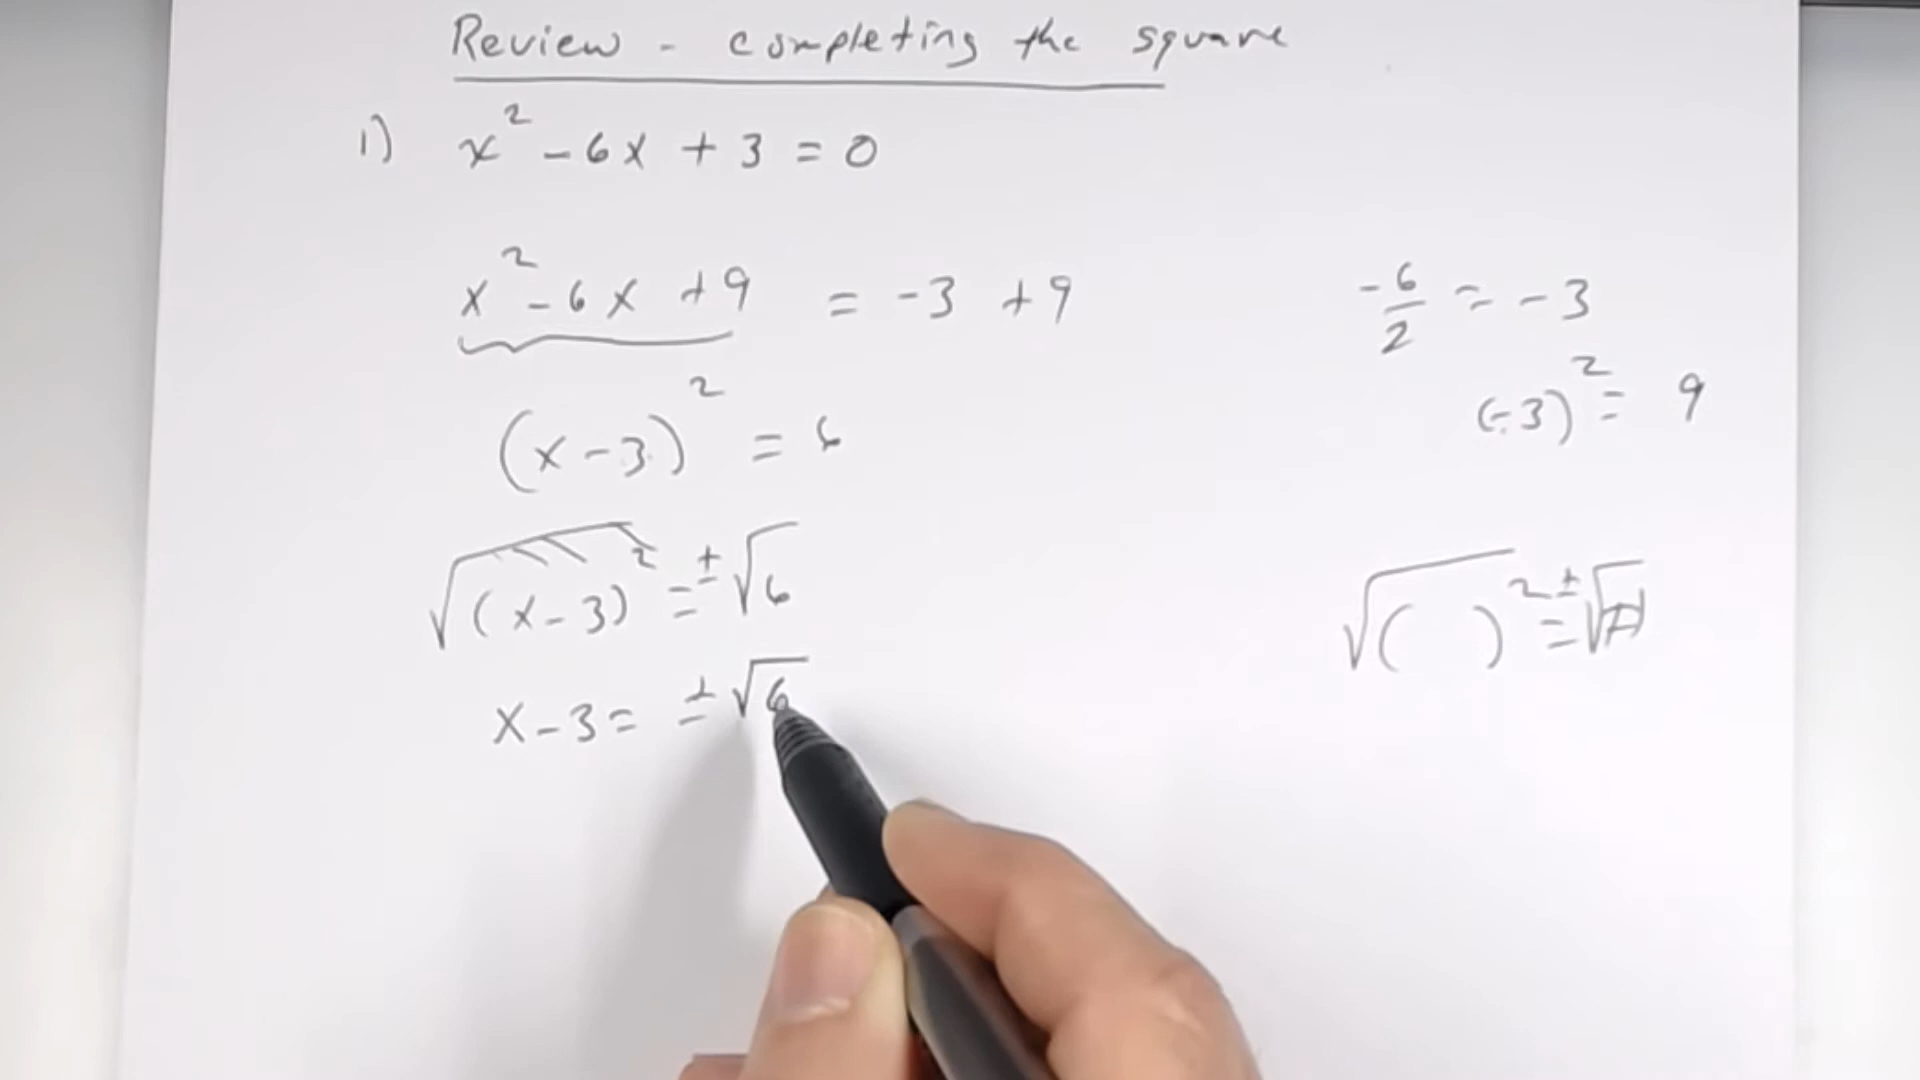 Review - completing the square
1) x² - 6x + 3 = 0
x² - 6x + 9 = -3 + 9
-6/2 = -3
(x - 3)² = 6
(-3)² = 9
√(x - 3)² = ± √6
√( )² = ± √#
x - 3 = ± √6